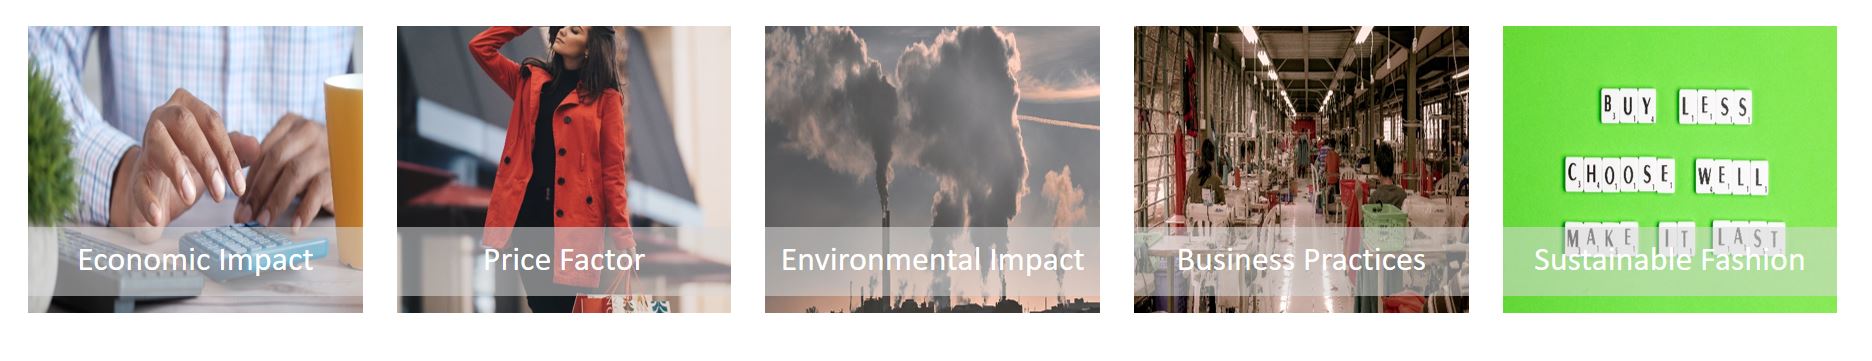 Economic Impact
Price Factor
Environmental Impact
Business Practices
BUY LESS
CHOOSE WELL
MAKE IT LAST
Sustainable Fashion